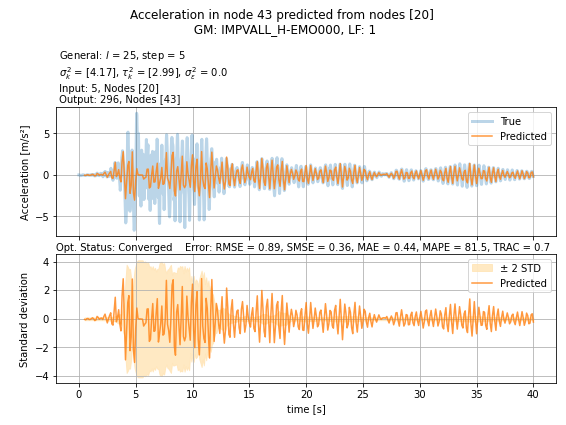 Acceleration in node 43 predicted from nodes [20]
GM: IMPVALL_H-EMO000, LF: 1
General: l = 25, step = 5
σ²ₖ = [4.17], τ²ₖ = [2.99], σ²ε = 0.0
Input: 5, Nodes [20]
Output: 296, Nodes [43]
True
Predicted
Acceleration [m/s²]
5
0
−5
Opt. Status: Converged    Error: RMSE = 0.89, SMSE = 0.36, MAE = 0.44, MAPE = 81.5, TRAC = 0.7
± 2 STD
Predicted
Standard deviation
4
2
0
−2
−4
0 5 10 15 20 25 30 35 40
time [s]